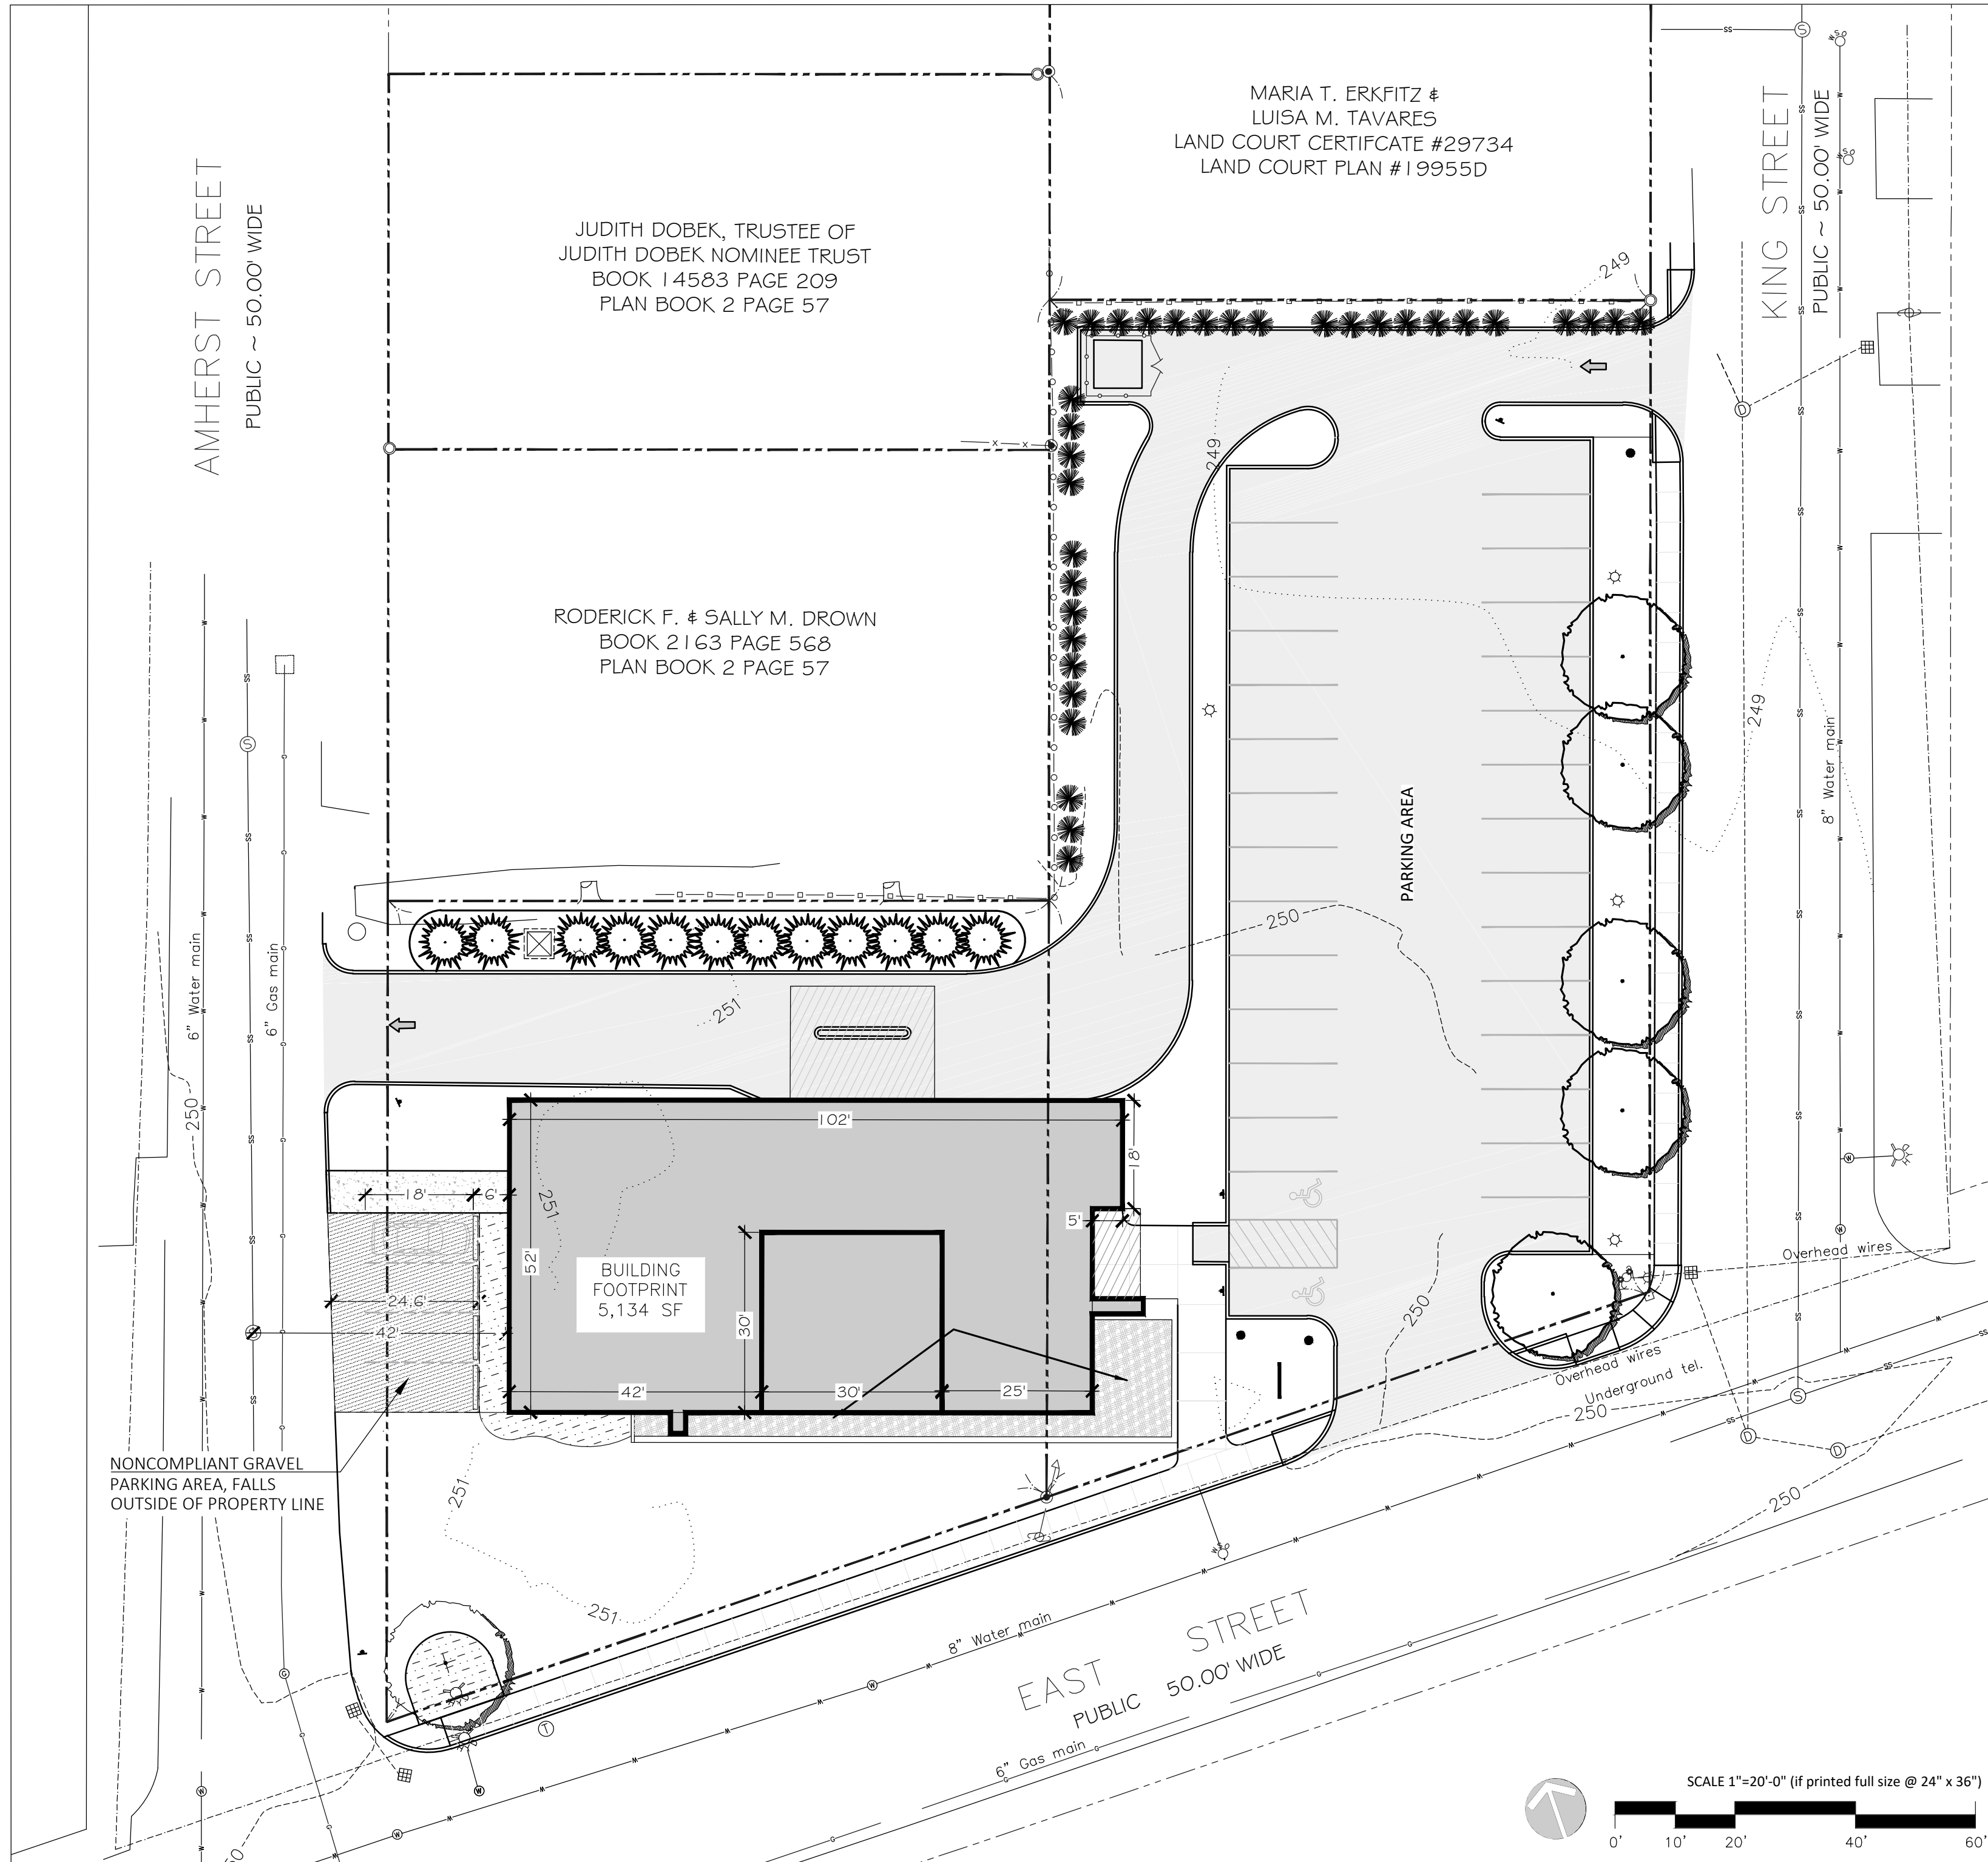 MARIA T. ERKFITZ &
LUISA M. TAVARES
LAND COURT CERTIFCATE #29734
LAND COURT PLAN #19955D
AMHERST STREET
PUBLIC ~ 50.00' WIDE
KING STREET
PUBLIC ~ 50.00' WIDE
JUDITH DOBEK, TRUSTEE OF
JUDITH DOBEK NOMINEE TRUST
BOOK 14583 PAGE 209
PLAN BOOK 2 PAGE 57
249
249
RODERICK F. & SALLY M. DROWN
BOOK 2163 PAGE 568
PLAN BOOK 2 PAGE 57
249
8" Water main
PARKING AREA
250
6" Water main
6" Gas main
251
250
102'
18'
18'
6'
251
5'
52'
BUILDING
FOOTPRINT
5,134 SF
24.6'
42'
30'
42'
30'
25'
Overhead wires
250
Overhead wires
Underground tel.
250
250
NONCOMPLIANT GRAVEL
PARKING AREA, FALLS
OUTSIDE OF PROPERTY LINE
251
251
8" Water main
EAST STREET
PUBLIC 50.00' WIDE
6" Gas main
SCALE 1"=20'-0" (if printed full size @ 24" x 36")
0' 10' 20' 40' 60'